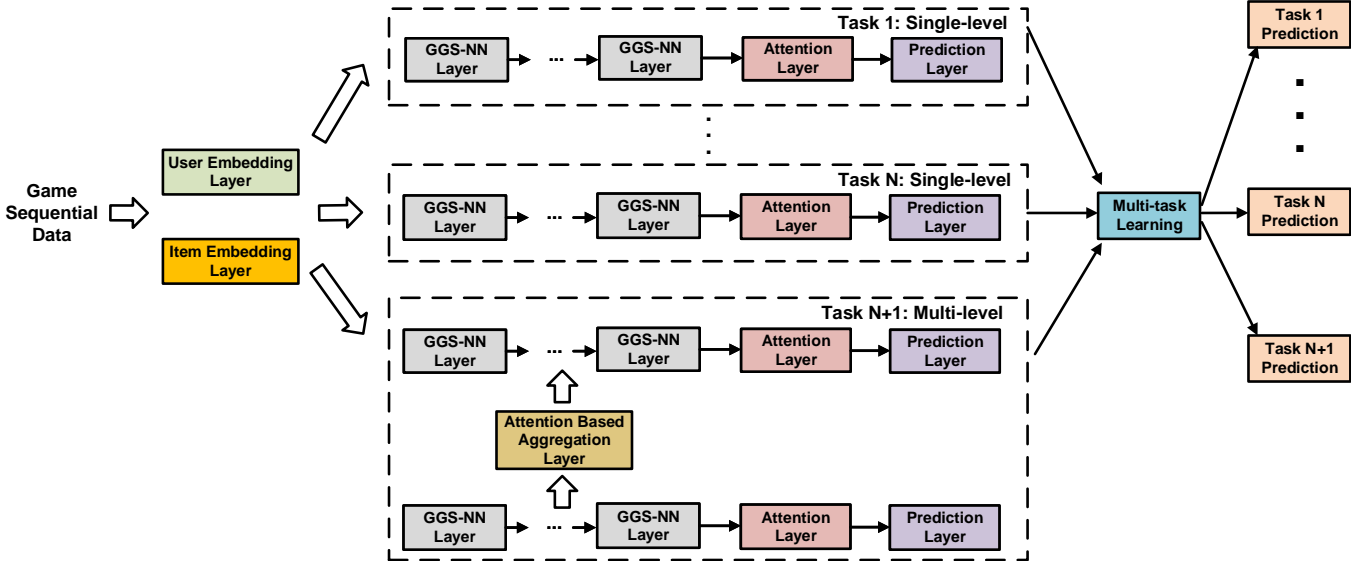 Game
Sequential
Data
User Embedding
Layer
Item Embedding
Layer
Task 1: Single-level
GGS-NN
Layer
...
GGS-NN
Layer
Attention
Layer
Prediction
Layer
Task N: Single-level
GGS-NN
Layer
...
GGS-NN
Layer
Attention
Layer
Prediction
Layer
Task N+1: Multi-level
GGS-NN
Layer
...
GGS-NN
Layer
Attention
Layer
Prediction
Layer
Attention Based
Aggregation
Layer
GGS-NN
Layer
...
GGS-NN
Layer
Attention
Layer
Prediction
Layer
Multi-task
Learning
Task 1
Prediction
Task N
Prediction
Task N+1
Prediction